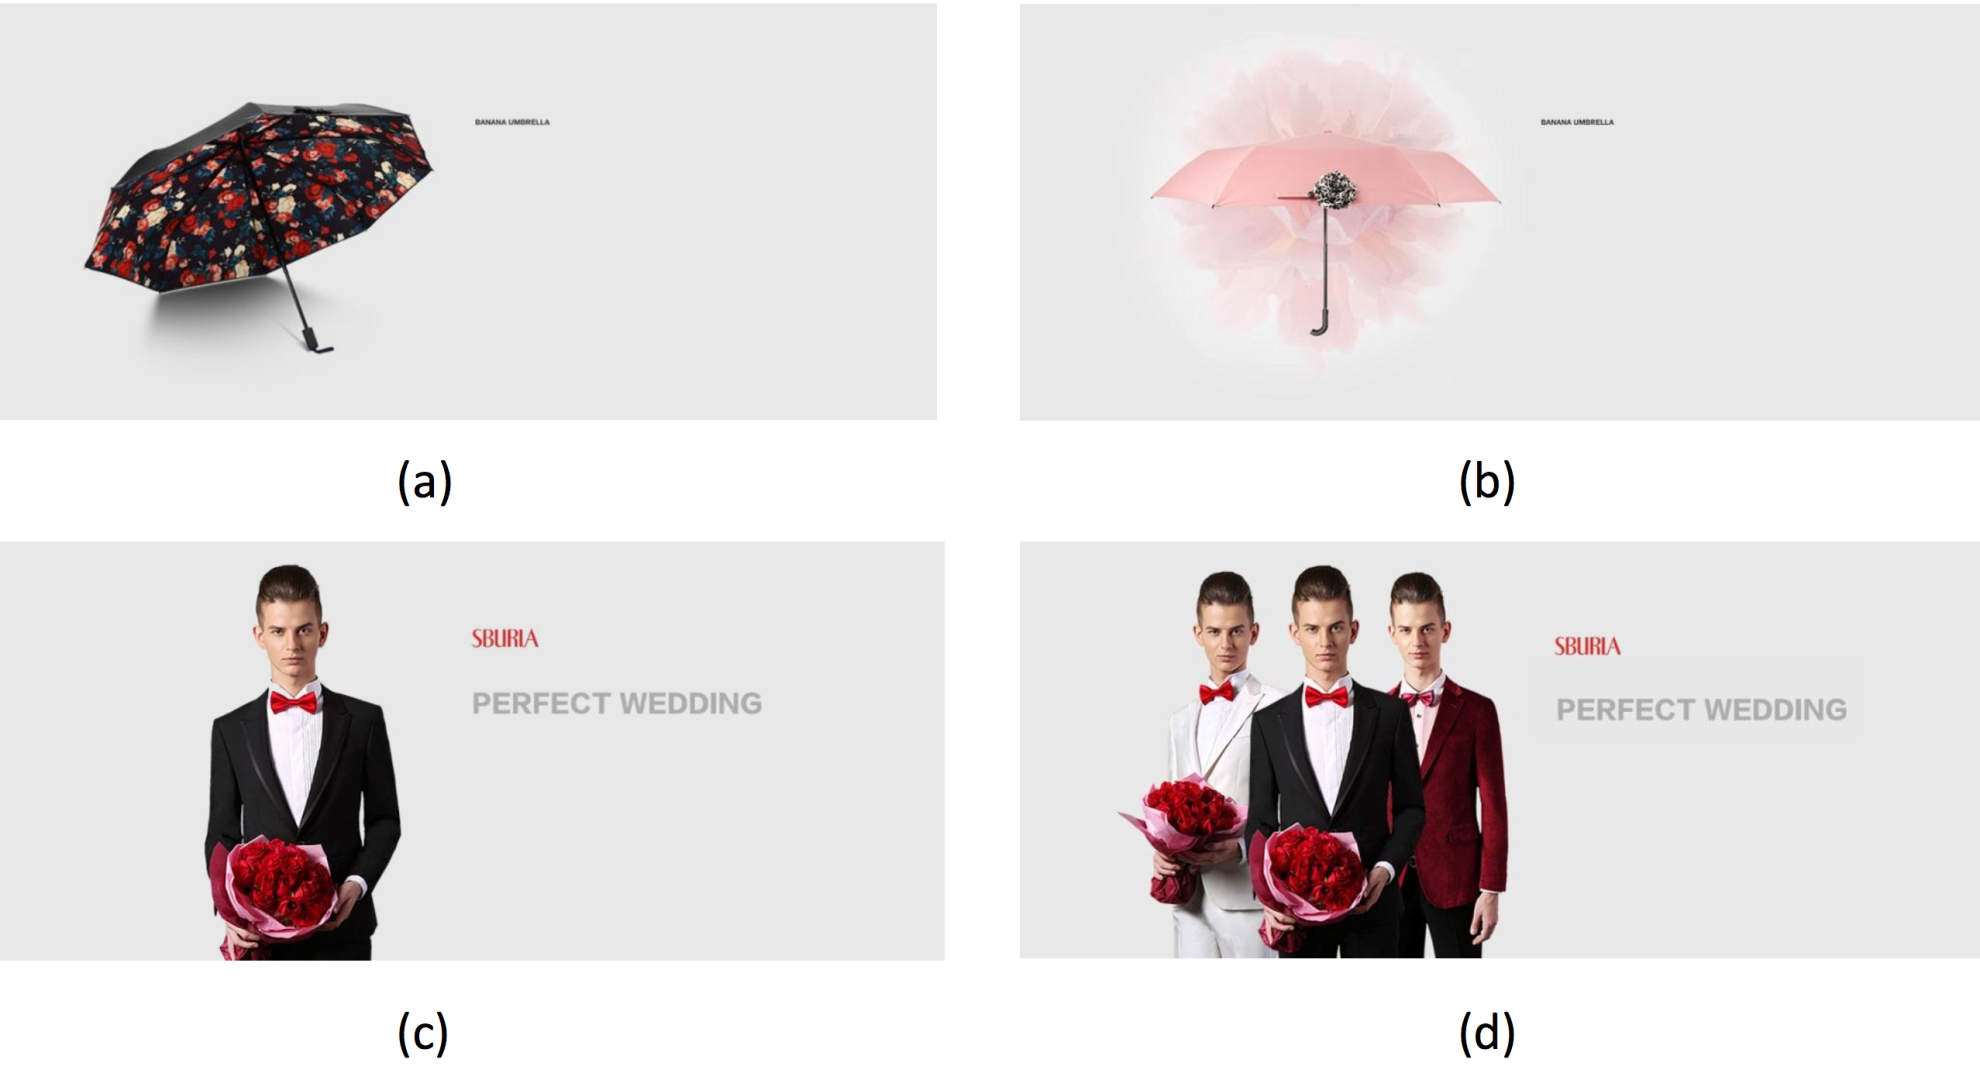 BANANA UMBRELLA
BANANA UMBRELLA
(a)
(b)
SBURIA
PERFECT WEDDING
SBURIA
PERFECT WEDDING
(c)
(d)